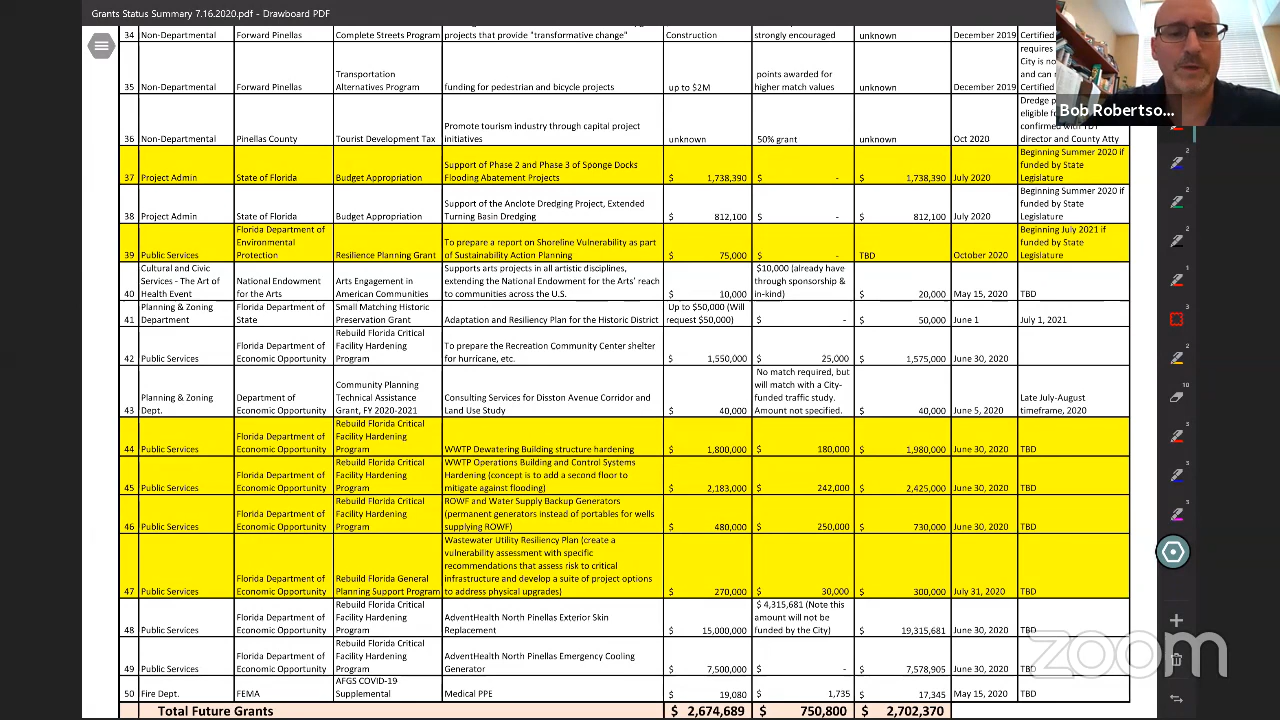 Grants Status Summary 7.16.2020.pdf - Drawboard PDF
34 Non-Departmental Forward Pinellas Complete Streets Program projects that provide "transformative change" Construction strongly encouraged unknown December 2019 Certified
35 Non-Departmental Forward Pinellas Transportation Alternatives Program funding for pedestrian and bicycle projects up to $2M points awarded for higher match values unknown December 2019 requires City is no and can Certified
36 Non-Departmental Pinellas County Tourist Development Tax Promote tourism industry through capital project initiatives unknown 50% grant unknown Oct 2020 Dredge p eligible fo confirmed with TDT director and County Atty
37 Project Admin State of Florida Budget Appropriation Support of Phase 2 and Phase 3 of Sponge Docks Flooding Abatement Projects $ 1,738,390 $ - $ 1,738,390 July 2020 Beginning Summer 2020 if funded by State Legislature
38 Project Admin State of Florida Budget Appropriation Support of the Anclote Dredging Project, Extended Turning Basin Dredging $ 812,100 $ - $ 812,100 July 2020 Beginning Summer 2020 if funded by State Legislature
39 Public Services Florida Department of Environmental Protection Resilience Planning Grant To prepare a report on Shoreline Vulnerability as part of Sustainability Action Planning $ 75,000 $ - TBD October 2020 Beginning July 2021 if funded by State Legislature
40 Cultural and Civic Services - The Art of Health Event National Endowment for the Arts Arts Engagement in American Communities Supports arts projects in all artistic disciplines, extending the National Endowment for the Arts' reach to communities across the U.S. $ 10,000 $10,000 (already have through sponsorship & in-kind) $ 20,000 May 15, 2020 TBD
41 Planning & Zoning Department Florida Department of State Small Matching Historic Preservation Grant Adaptation and Resiliency Plan for the Historic District Up to $50,000 (Will request $50,000) $ - $ 50,000 June 1 July 1, 2021
42 Public Services Florida Department of Economic Opportunity Rebuild Florida Critical Facility Hardening Program To prepare the Recreation Community Center shelter for hurricane, etc. $ 1,550,000 $ 25,000 $ 1,575,000 June 30, 2020
43 Planning & Zoning Dept. Department of Economic Opportunity Community Planning Technical Assistance Grant, FY 2020-2021 Consulting Services for Disston Avenue Corridor and Land Use Study $ 40,000 No match required, but will match with a City-funded traffic study. Amount not specified. $ 40,000 June 5, 2020 Late July-August timeframe, 2020
44 Public Services Florida Department of Economic Opportunity Rebuild Florida Critical Facility Hardening Program WWTP Dewatering Building structure hardening $ 1,800,000 $ 180,000 $ 1,980,000 June 30, 2020 TBD
45 Public Services Florida Department of Economic Opportunity Rebuild Florida Critical Facility Hardening Program WWTP Operations Building and Control Systems Hardening (concept is to add a second floor to mitigate against flooding) $ 2,183,000 $ 242,000 $ 2,425,000 June 30, 2020 TBD
46 Public Services Florida Department of Economic Opportunity Rebuild Florida Critical Facility Hardening Program ROWF and Water Supply Backup Generators (permanent generators instead of portables for wells supplying ROWF) $ 480,000 $ 250,000 $ 730,000 June 30, 2020 TBD
47 Public Services Florida Department of Economic Opportunity Rebuild Florida General Planning Support Program Wastewater Utility Resiliency Plan (create a vulnerability assessment with specific recommendations that assess risk to critical infrastructure and develop a suite of project options to address physical upgrades) $ 270,000 $ 30,000 $ 300,000 July 31, 2020 TBD
48 Public Services Florida Department of Economic Opportunity Rebuild Florida Critical Facility Hardening Program AdventHealth North Pinellas Exterior Skin Replacement $ 15,000,000 $ 4,315,681 (Note this amount will not be funded by the City) $ 19,315,681 June 30, 2020 TBD
49 Public Services Florida Department of Economic Opportunity Rebuild Florida Critical Facility Hardening Program AdventHealth North Pinellas Emergency Cooling Generator $ 7,500,000 $ - $ 7,578,905 June 30, 2020 TBD
50 Fire Dept. FEMA AFGS COVID-19 Supplemental Medical PPE $ 19,080 $ 1,735 $ 17,345 May 15, 2020 TBD
Total Future Grants $ 2,674,689 $ 750,800 $ 2,702,370
Bob Robertso...
zoom